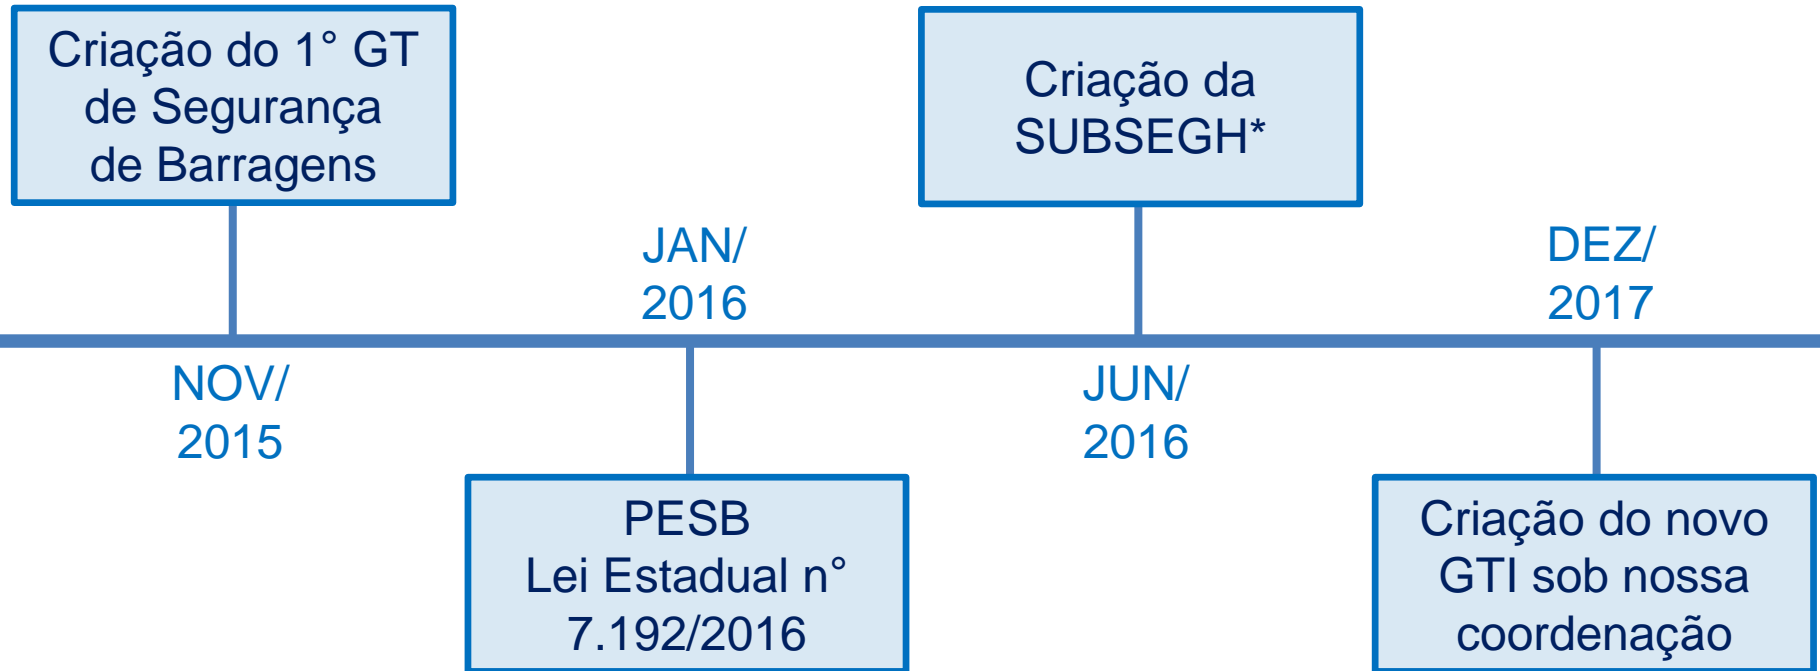 Criação do 1° GT
de Segurança
de Barragens
NOV/
2015
JAN/
2016
PESB
Lei Estadual n°
7.192/2016
Criação da
SUBSEGH*
JUN/
2016
DEZ/
2017
Criação do novo
GTI sob nossa
coordenação